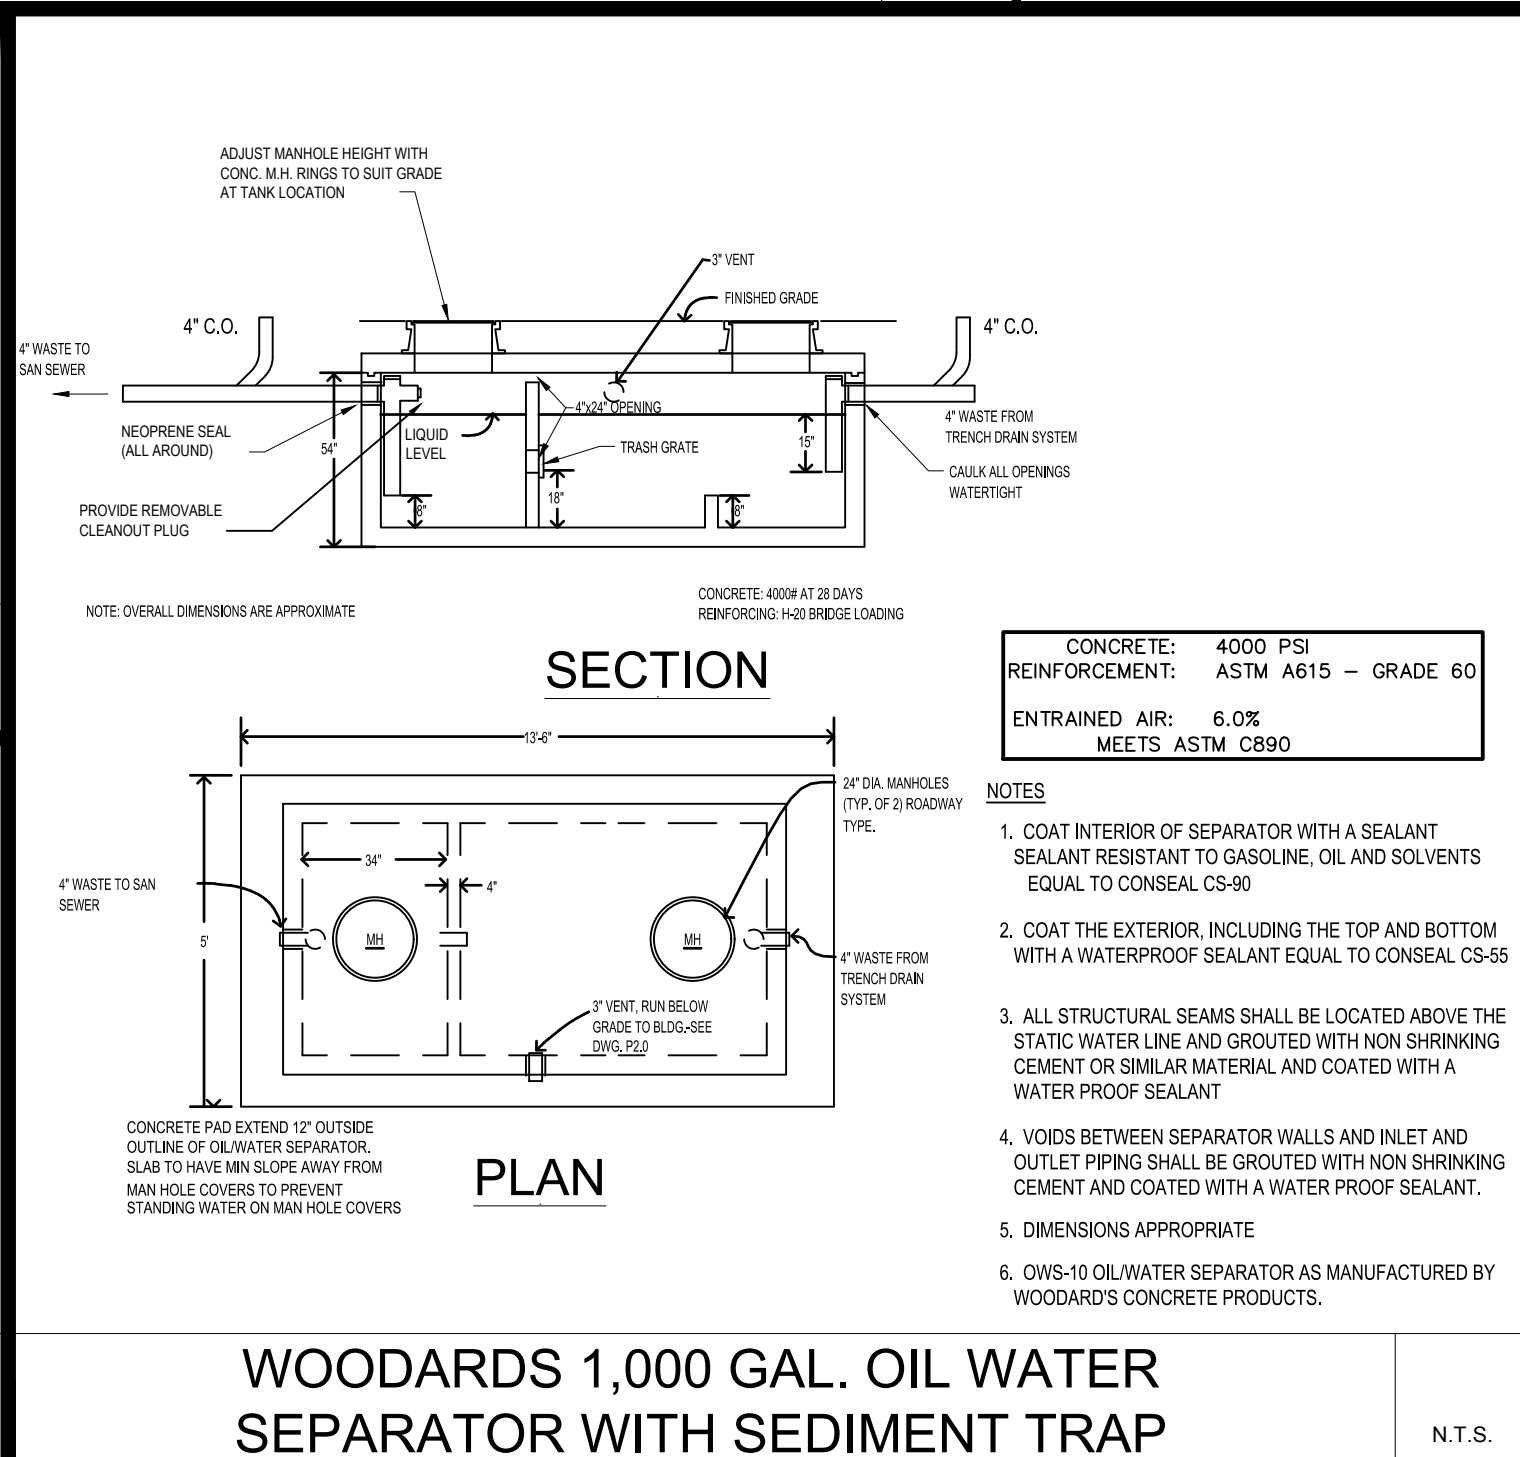 ADJUST MANHOLE HEIGHT WITH
CONC. M.H. RINGS TO SUIT GRADE
AT TANK LOCATION
3" VENT
FINISHED GRADE
4" C.O.
4" C.O.
4" WASTE TO
SAN SEWER
4"x24" OPENING
4" WASTE FROM
TRENCH DRAIN SYSTEM
NEOPRENE SEAL
(ALL AROUND)
LIQUID
LEVEL
54"
TRASH GRATE
15"
CAULK ALL OPENINGS
WATERTIGHT
18"
8"
8"
PROVIDE REMOVABLE
CLEANOUT PLUG
NOTE: OVERALL DIMENSIONS ARE APPROXIMATE
CONCRETE: 4000# AT 28 DAYS
REINFORCING: H-20 BRIDGE LOADING
SECTION
CONCRETE: 4000 PSI
REINFORCEMENT: ASTM A615 – GRADE 60
ENTRAINED AIR: 6.0%
MEETS ASTM C890
13'-6"
24" DIA. MANHOLES
(TYP. OF 2) ROADWAY
TYPE.
34"
4"
4" WASTE TO SAN
SEWER
5'
MH
MH
4" WASTE FROM
TRENCH DRAIN
SYSTEM
3" VENT, RUN BELOW
GRADE TO BLDG.-SEE
DWG. P2.0
CONCRETE PAD EXTEND 12" OUTSIDE
OUTLINE OF OIL/WATER SEPARATOR.
SLAB TO HAVE MIN SLOPE AWAY FROM
MAN HOLE COVERS TO PREVENT
STANDING WATER ON MAN HOLE COVERS
PLAN
NOTES
1. COAT INTERIOR OF SEPARATOR WITH A SEALANT
SEALANT RESISTANT TO GASOLINE, OIL AND SOLVENTS
EQUAL TO CONSEAL CS-90
2. COAT THE EXTERIOR, INCLUDING THE TOP AND BOTTOM
WITH A WATERPROOF SEALANT EQUAL TO CONSEAL CS-55
3. ALL STRUCTURAL SEAMS SHALL BE LOCATED ABOVE THE
STATIC WATER LINE AND GROUTED WITH NON SHRINKING
CEMENT OR SIMILAR MATERIAL AND COATED WITH A
WATER PROOF SEALANT
4. VOIDS BETWEEN SEPARATOR WALLS AND INLET AND
OUTLET PIPING SHALL BE GROUTED WITH NON SHRINKING
CEMENT AND COATED WITH A WATER PROOF SEALANT.
5. DIMENSIONS APPROPRIATE
6. OWS-10 OIL/WATER SEPARATOR AS MANUFACTURED BY
WOODARD'S CONCRETE PRODUCTS.
WOODARDS 1,000 GAL. OIL WATER
SEPARATOR WITH SEDIMENT TRAP
N.T.S.